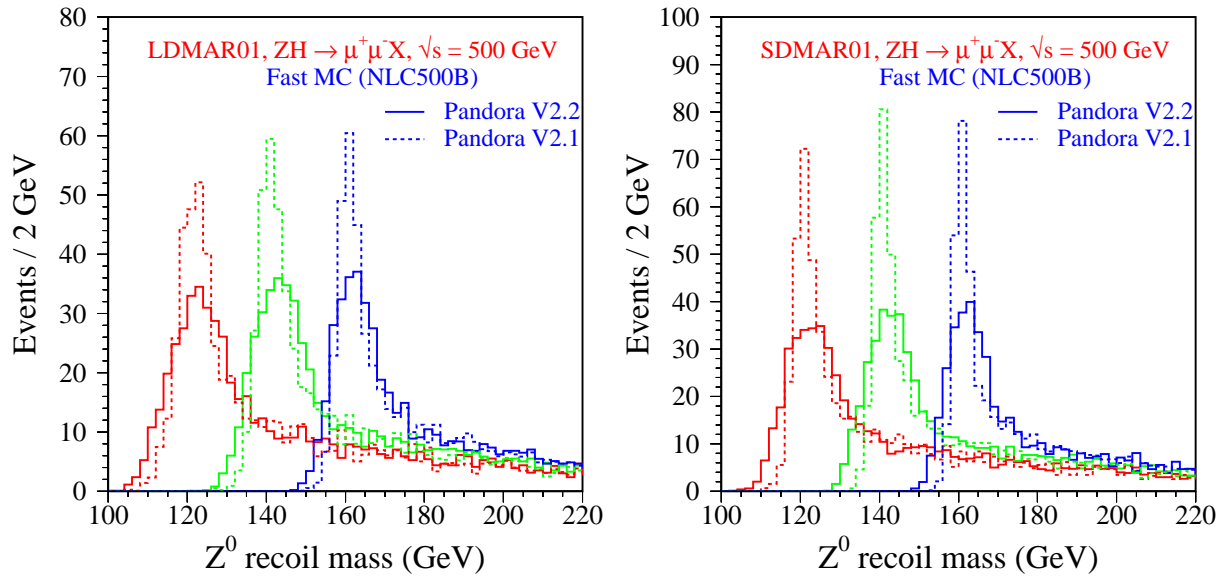 LDMAR01, ZH → μ⁺μ⁻X, √s = 500 GeV
Fast MC (NLC500B)
Pandora V2.2
Pandora V2.1
Events / 2 GeV
80
70
60
50
40
30
20
10
0
100 120 140 160 180 200 220
Z⁰ recoil mass (GeV)
SDMAR01, ZH → μ⁺μ⁻X, √s = 500 GeV
Fast MC (NLC500B)
Pandora V2.2
Pandora V2.1
Events / 2 GeV
100
90
80
70
60
50
40
30
20
10
0
100 120 140 160 180 200 220
Z⁰ recoil mass (GeV)